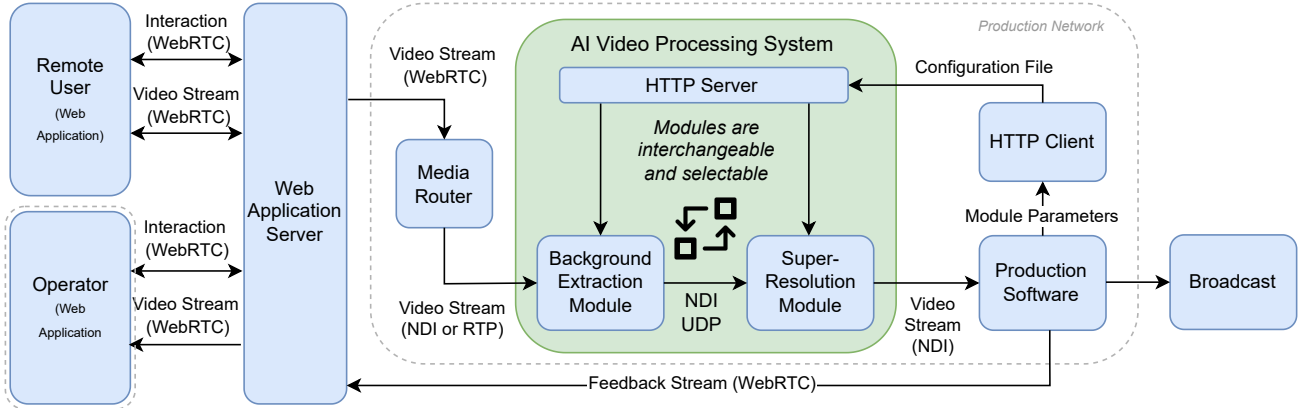 Production Network
Interaction
(WebRTC)
Remote
User
(Web
Application)
Video Stream
(WebRTC)
Operator
(Web
Application
Interaction
(WebRTC)
Video Stream
(WebRTC)
Web
Application
Server
Video Stream
(WebRTC)
Media
Router
Video Stream
(NDI or RTP)
AI Video Processing System
HTTP Server
Modules are
interchangeable
and selectable
Background
Extraction
Module
NDI
UDP
Super-
Resolution
Module
Configuration File
HTTP Client
Module Parameters
Video
Stream
(NDI)
Production
Software
Broadcast
Feedback Stream (WebRTC)